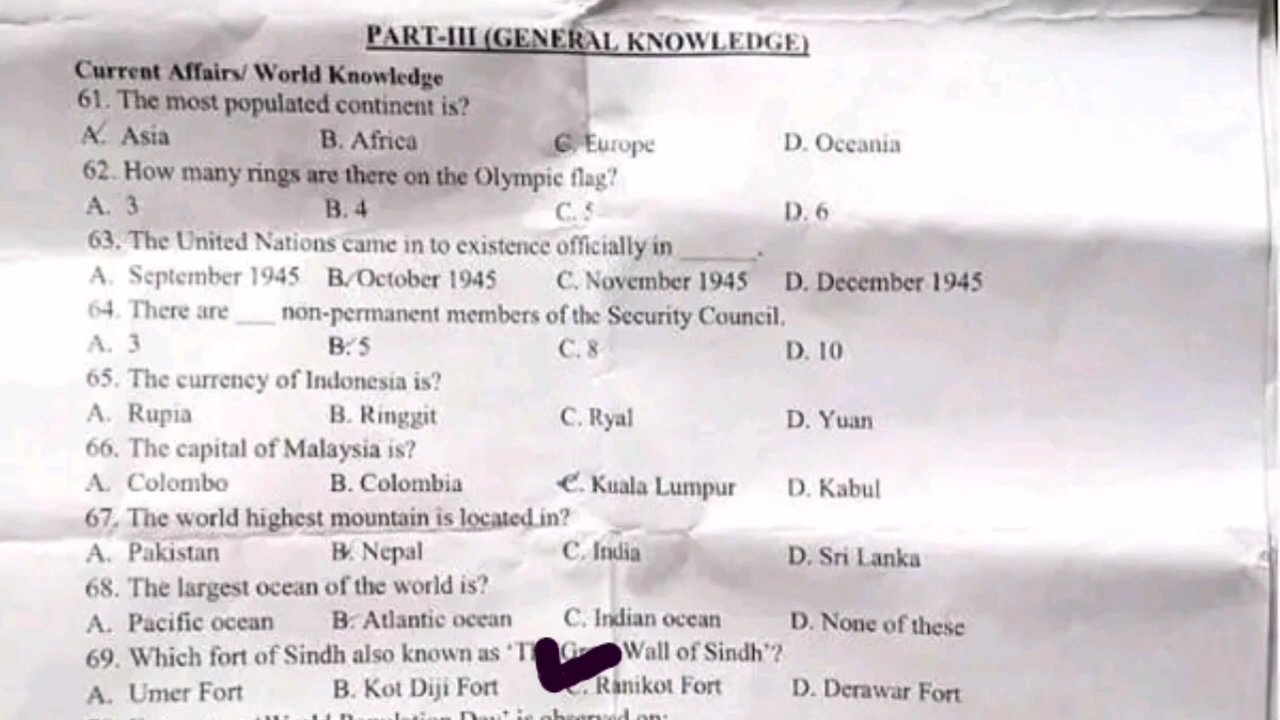 PART-III (GENERAL KNOWLEDGE)
Current Affairs/ World Knowledge
61. The most populated continent is?
A. Asia B. Africa C. Europe D. Oceania
62. How many rings are there on the Olympic flag?
A. 3 B. 4 C. 5 D. 6
63. The United Nations came in to existence officially in ______.
A. September 1945 B. October 1945 C. November 1945 D. December 1945
64. There are ___ non-permanent members of the Security Council.
A. 3 B. 5 C. 8 D. 10
65. The currency of Indonesia is?
A. Rupia B. Ringgit C. Ryal D. Yuan
66. The capital of Malaysia is?
A. Colombo B. Colombia C. Kuala Lumpur D. Kabul
67. The world highest mountain is located in?
A. Pakistan B. Nepal C. India D. Sri Lanka
68. The largest ocean of the world is?
A. Pacific ocean B. Atlantic ocean C. Indian ocean D. None of these
69. Which fort of Sindh also known as Wall of Sindh'?
A. Umer Fort B. Kot Diji Fort C. Ranikot Fort D. Derawar Fort
Population Day' is observed on: